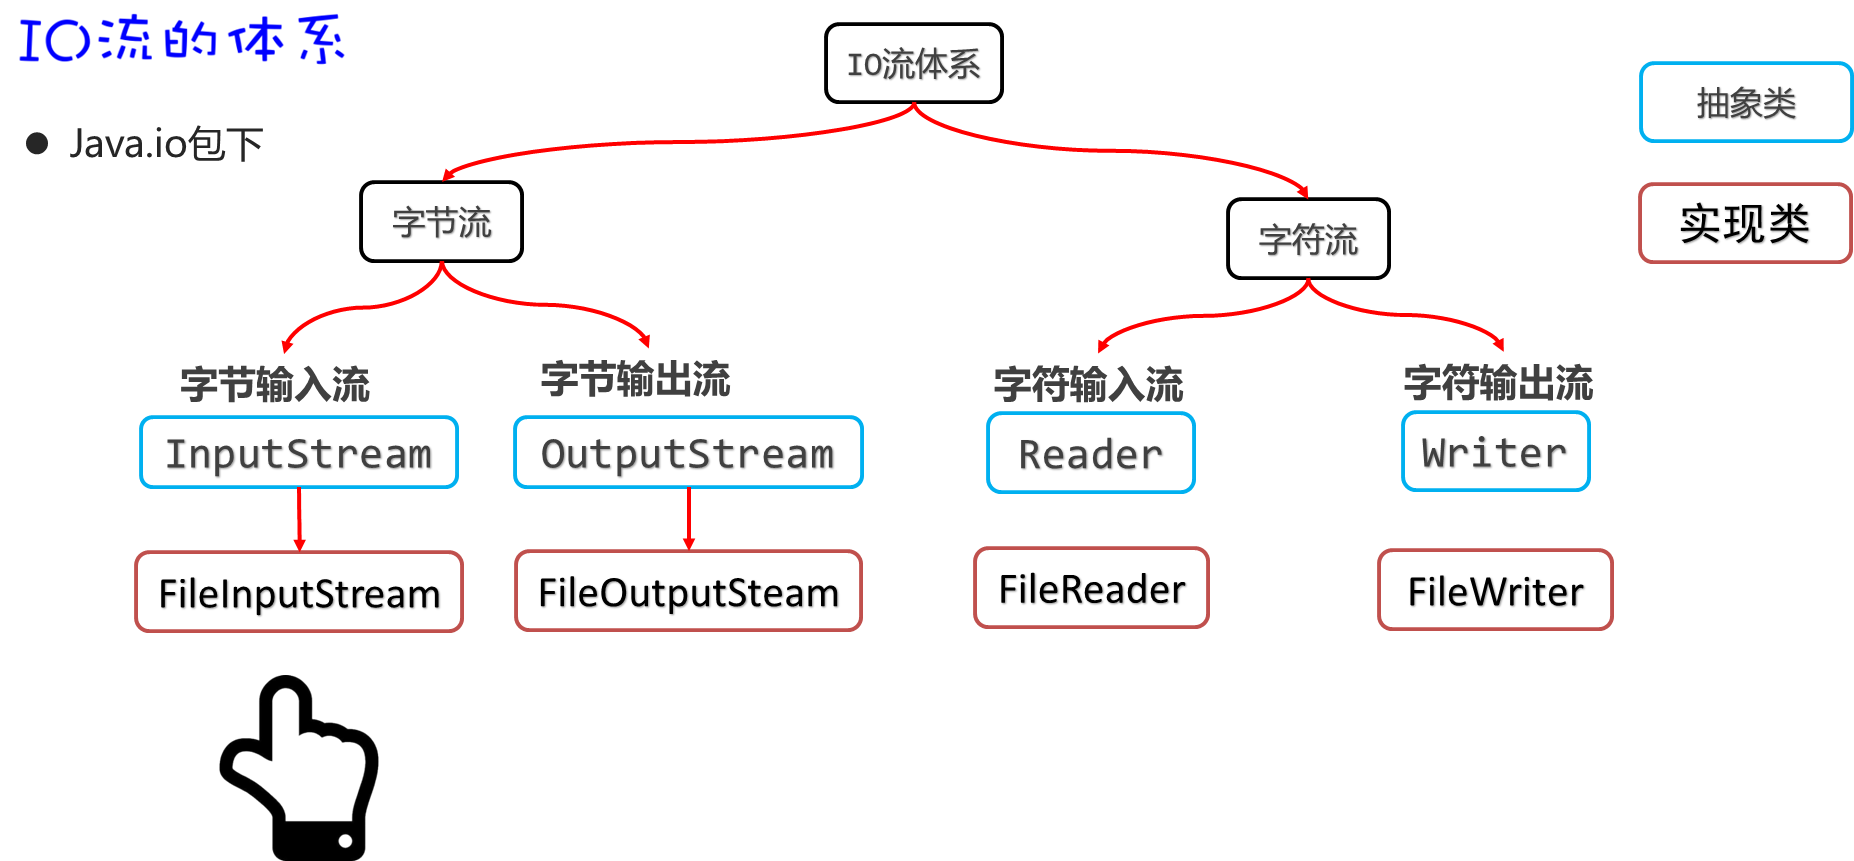 IO流的体系
IO流体系
抽象类
Java.io包下
实现类
字节流
字符流
字节输入流
字节输出流
字符输入流
字符输出流
InputStream
OutputStream
Reader
Writer
FileInputStream
FileOutputSteam
FileReader
FileWriter